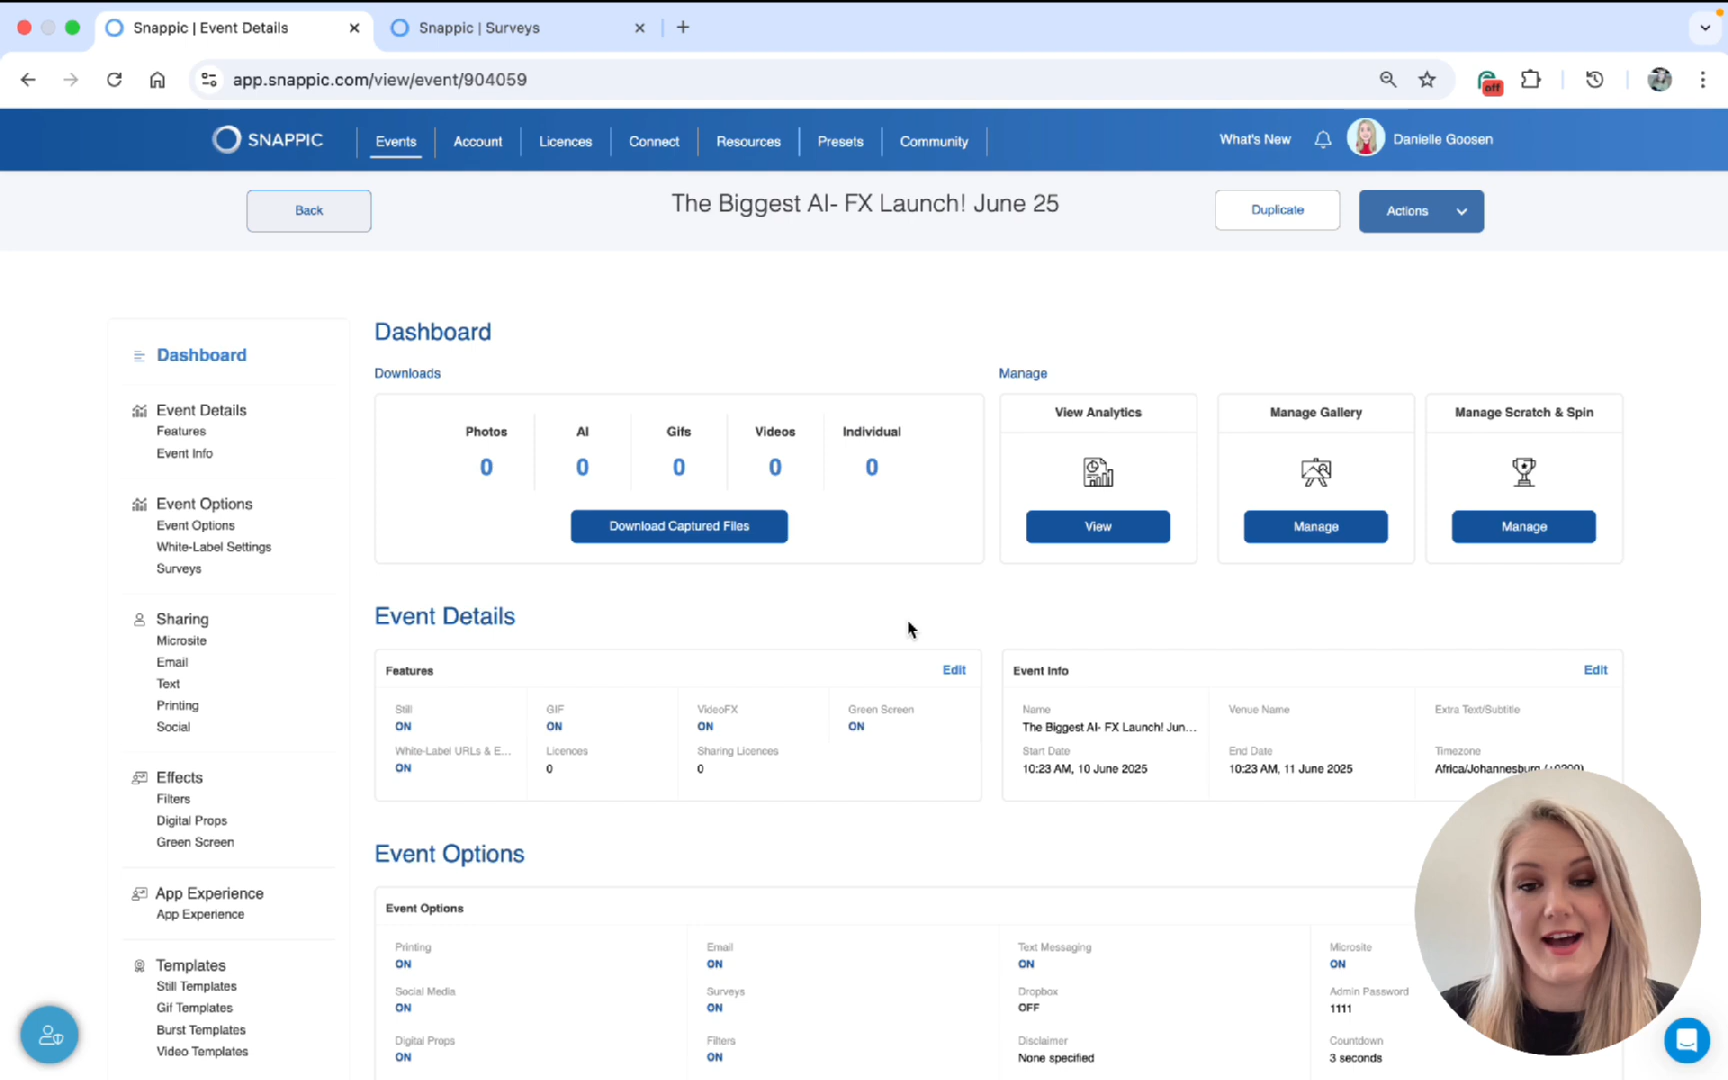 Snappic | Event Details
Snappic | Surveys
app.snappic.com/view/event/904059
off
SNAPPIC
Events
Account
Licences
Connect
Resources
Presets
Community
What's New
Danielle Goosen
Back
The Biggest AI- FX Launch! June 25
Duplicate
Actions
Dashboard
Event Details
Features
Event Info
Event Options
Event Options
White-Label Settings
Surveys
Sharing
Microsite
Email
Text
Printing
Social
Effects
Filters
Digital Props
Green Screen
App Experience
App Experience
Templates
Still Templates
Gif Templates
Burst Templates
Video Templates
Dashboard
Downloads
Photos
0
AI
0
Gifs
0
Videos
0
Individual
0
Download Captured Files
Manage
View Analytics
View
Manage Gallery
Manage
Manage Scratch & Spin
Manage
Event Details
Features
Edit
Still
ON
GIF
ON
VideoFX
ON
Green Screen
ON
White-Label URLs & E...
ON
Licences
0
Sharing Licences
0
Event Info
Edit
Name
The Biggest AI- FX Launch! Jun...
Venue Name
Extra Text/Subtitle
Start Date
10:23 AM, 10 June 2025
End Date
10:23 AM, 11 June 2025
Timezone
Africa/Johannesburg
Event Options
Event Options
Printing
ON
Email
ON
Text Messaging
ON
Microsite
ON
Social Media
ON
Surveys
ON
Dropbox
OFF
Admin Password
1111
Digital Props
ON
Filters
ON
Disclaimer
None specified
Countdown
3 seconds